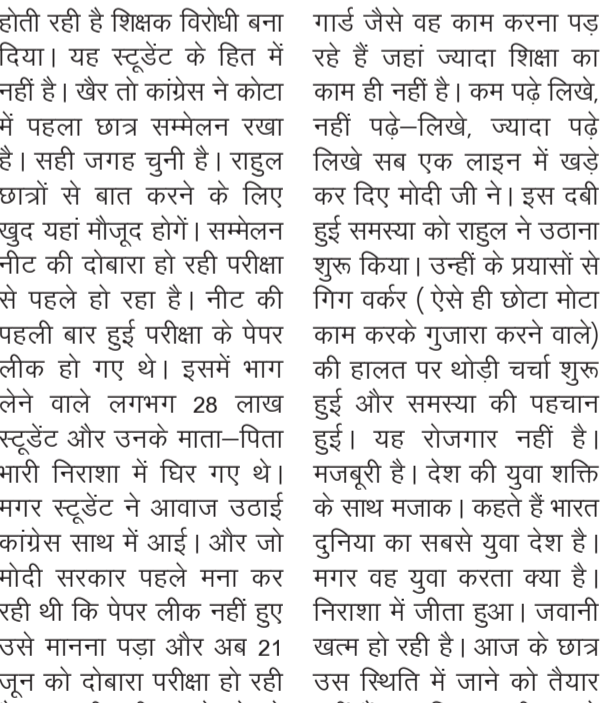 होती रही है शिक्षक विरोधी बना
दिया। यह स्टूडेंट के हित में
नहीं है। खैर तो कांग्रेस ने कोटा
में पहला छात्र सम्मेलन रखा
है। सही जगह चुनी है। राहुल
छात्रों से बात करने के लिए
खुद यहां मौजूद होगें। सम्मेलन
नीट की दोबारा हो रही परीक्षा
से पहले हो रहा है। नीट की
पहली बार हुई परीक्षा के पेपर
लीक हो गए थे। इसमें भाग
लेने वाले लगभग 28 लाख
स्टूडेंट और उनके माता–पिता
भारी निराशा में घिर गए थे।
मगर स्टूडेंट ने आवाज उठाई
कांग्रेस साथ में आई। और जो
मोदी सरकार पहले मना कर
रही थी कि पेपर लीक नहीं हुए
उसे मानना पड़ा और अब 21
जून को दोबारा परीक्षा हो रही
गार्ड जैसे वह काम करना पड़
रहे हैं जहां ज्यादा शिक्षा का
काम ही नहीं है। कम पढ़े लिखे,
नहीं पढ़े–लिखे, ज्यादा पढ़े
लिखे सब एक लाइन में खड़े
कर दिए मोदी जी ने। इस दबी
हुई समस्या को राहुल ने उठाना
शुरू किया। उन्हीं के प्रयासों से
गिग वर्कर ( ऐसे ही छोटा मोटा
काम करके गुजारा करने वाले)
की हालत पर थोड़ी चर्चा शुरू
हुई और समस्या की पहचान
हुई। यह रोजगार नहीं है।
मजबूरी है। देश की युवा शक्ति
के साथ मजाक। कहते हैं भारत
दुनिया का सबसे युवा देश है।
मगर वह युवा करता क्या है।
निराशा में जीता हुआ। जवानी
खत्म हो रही है। आज के छात्र
उस स्थिति में जाने को तैयार